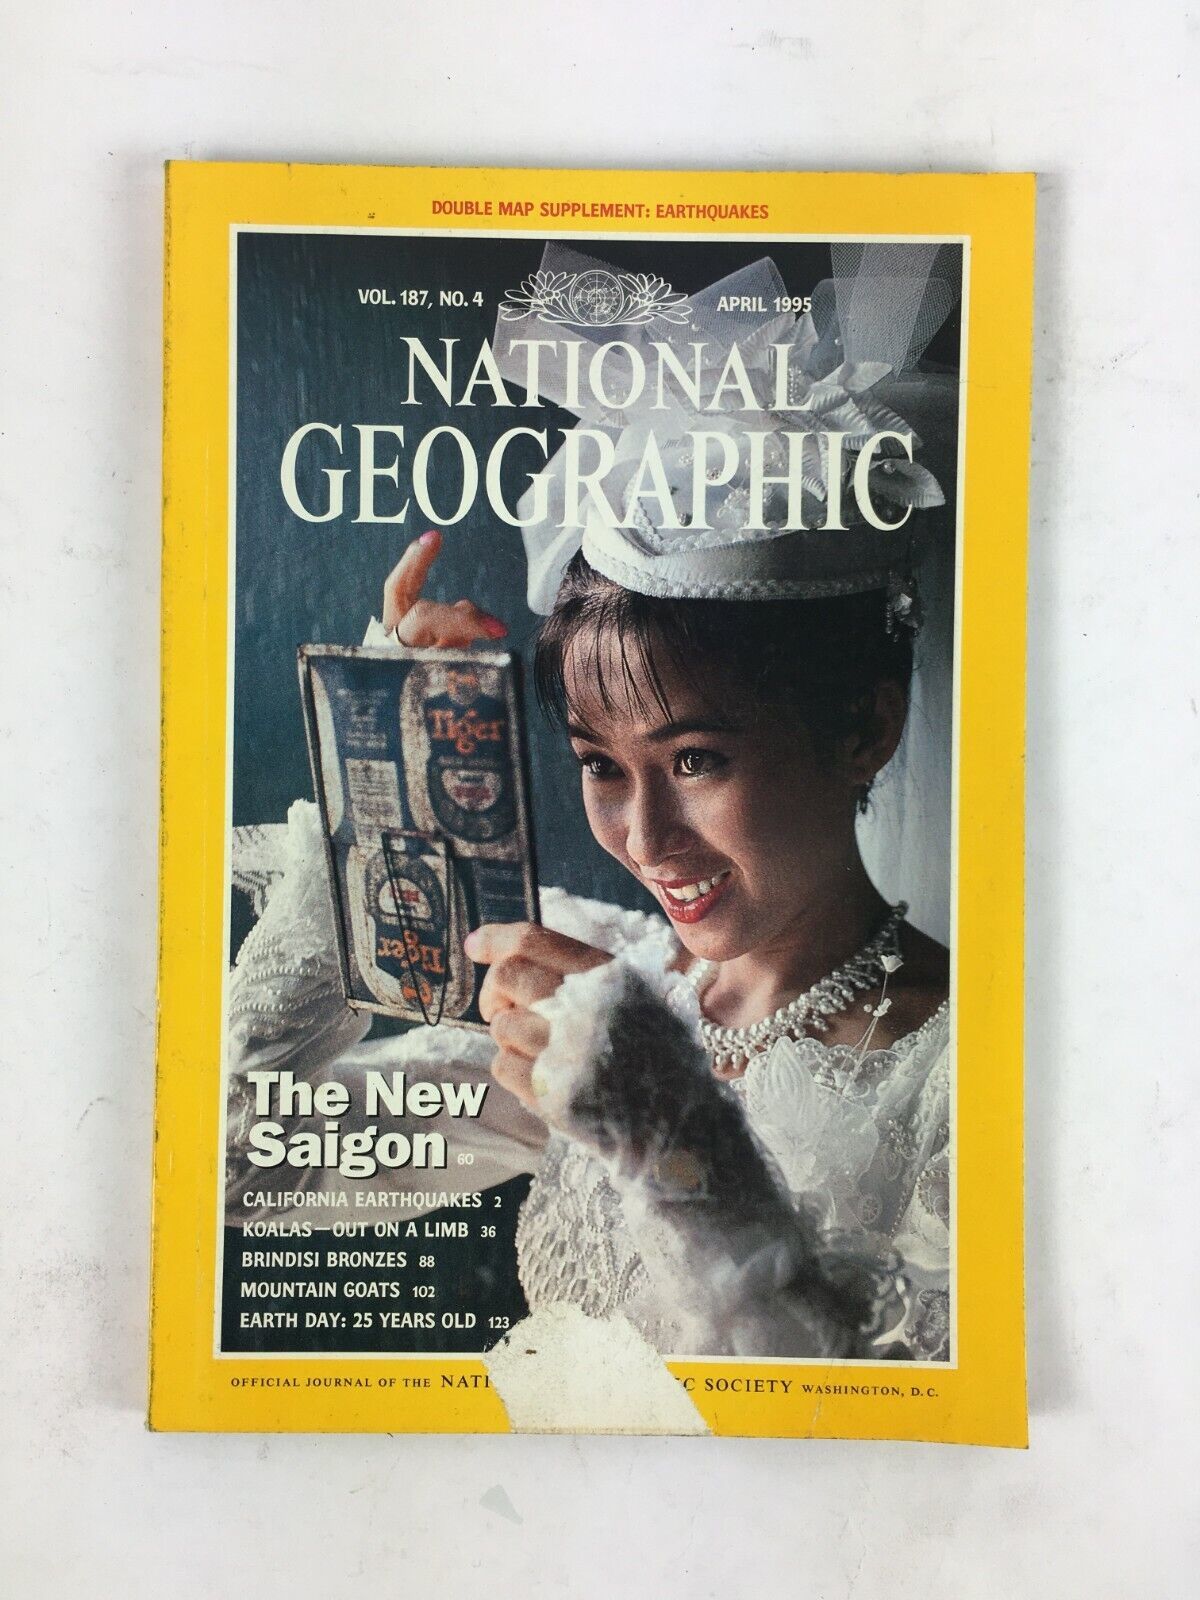 DOUBLE MAP SUPPLEMENT: EARTHQUAKES
VOL. 187, NO. 4
APRIL 1995
NATIONAL
GEOGRAPHIC
Tiger
Tiger
The New
Saigon 60
CALIFORNIA EARTHQUAKES 2
KOALAS—OUT ON A LIMB 36
BRINDISI BRONZES 88
MOUNTAIN GOATS 102
EARTH DAY: 25 YEARS OLD 123
OFFICIAL JOURNAL OF THE NATI C SOCIETY WASHINGTON, D.C.